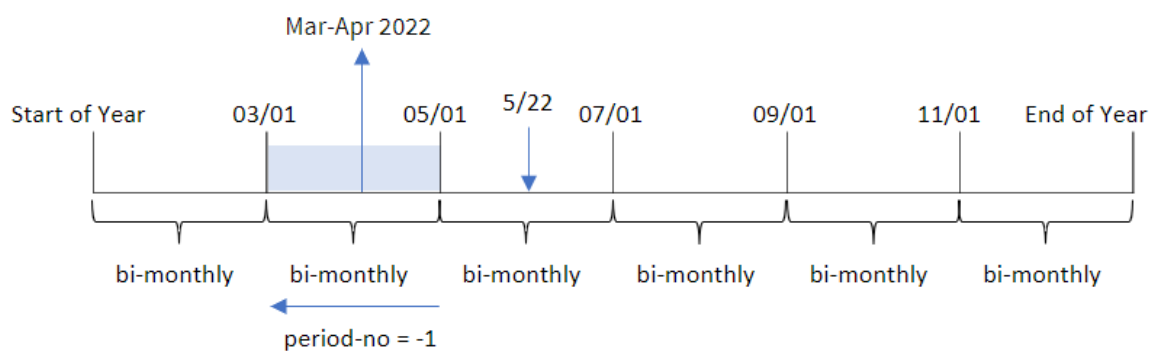 Mar-Apr 2022
Start of Year 03/01 05/01 5/22 07/01 09/01 11/01 End of Year
bi-monthly bi-monthly bi-monthly bi-monthly bi-monthly bi-monthly
period-no = -1